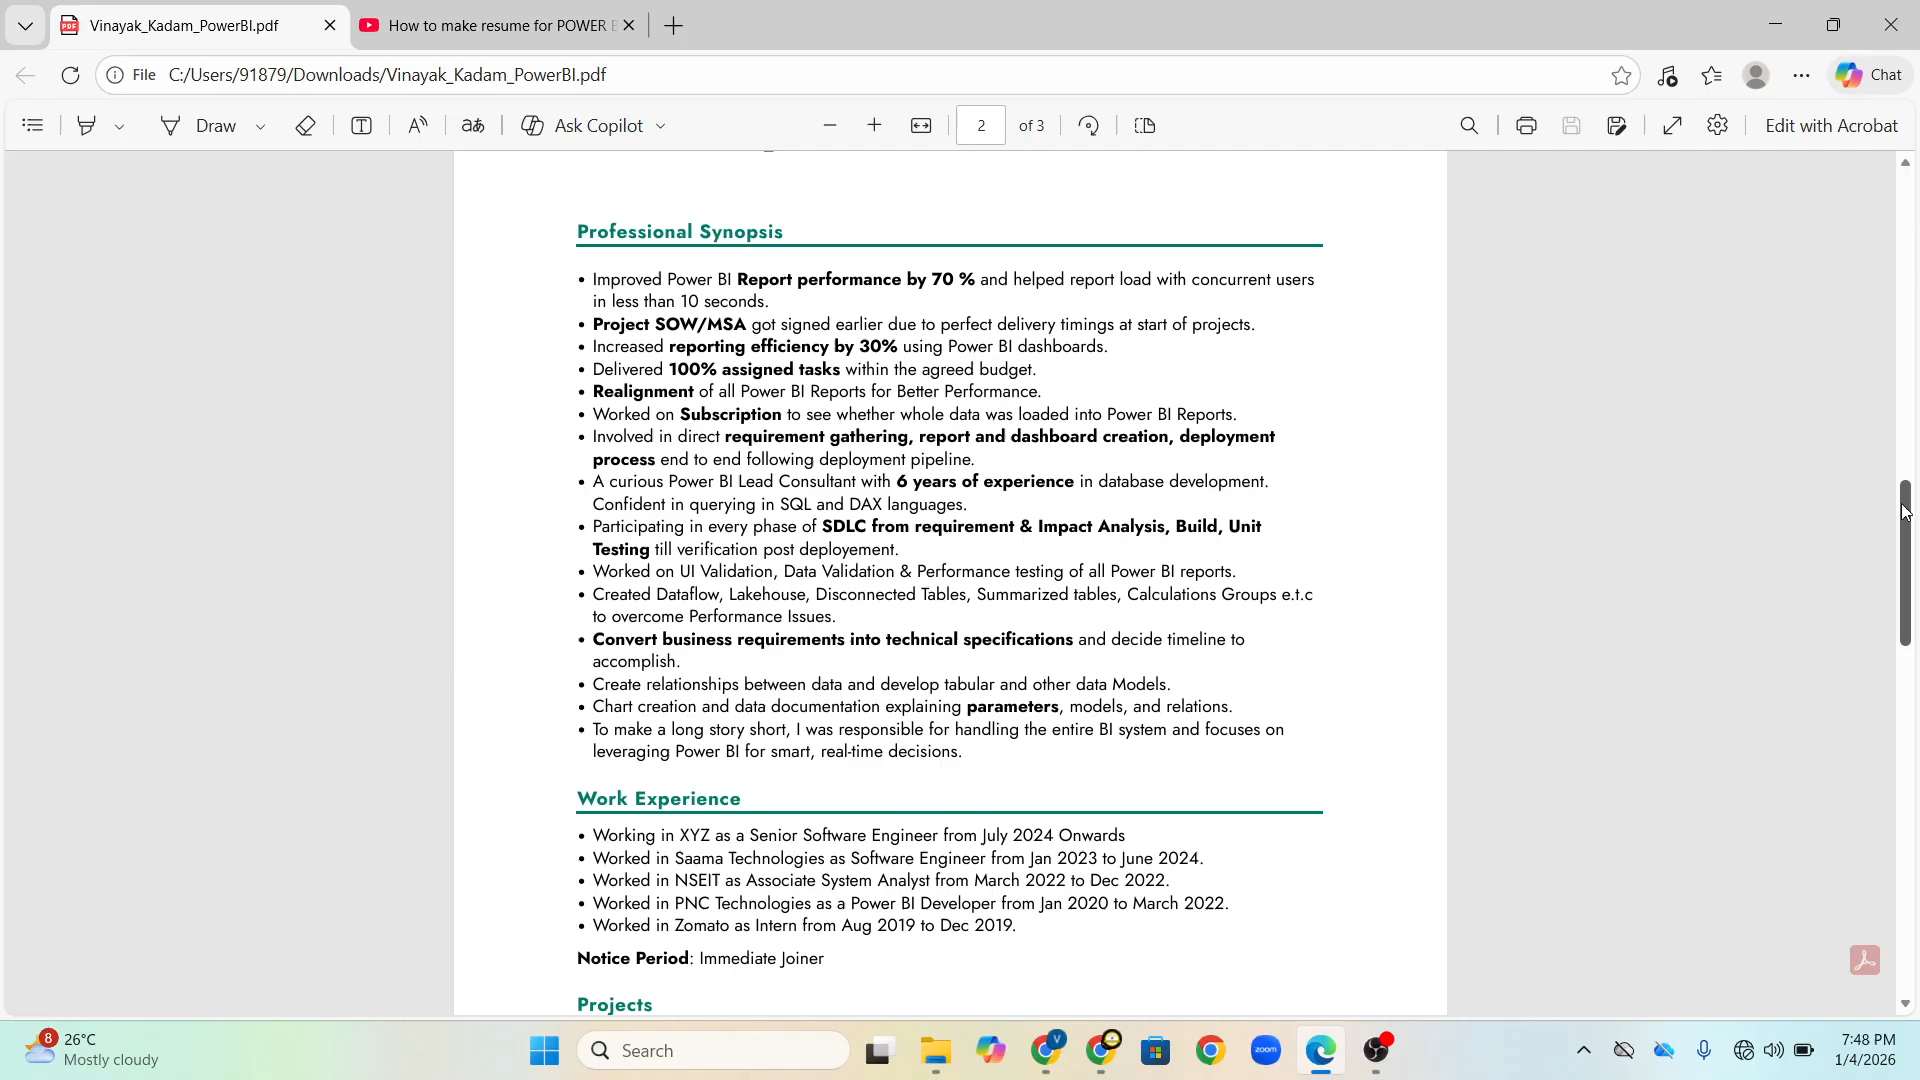 Vinayak_Kadam_PowerBI.pdf
How to make resume for POWER B
File C:/Users/91879/Downloads/Vinayak_Kadam_PowerBI.pdf
Chat
Draw
Ask Copilot
2 of 3
Edit with Acrobat
Professional Synopsis
• Improved Power BI Report performance by 70 % and helped report load with concurrent users
in less than 10 seconds.
• Project SOW/MSA got signed earlier due to perfect delivery timings at start of projects.
• Increased reporting efficiency by 30% using Power BI dashboards.
• Delivered 100% assigned tasks within the agreed budget.
• Realignment of all Power BI Reports for Better Performance.
• Worked on Subscription to see whether whole data was loaded into Power BI Reports.
• Involved in direct requirement gathering, report and dashboard creation, deployment
process end to end following deployment pipeline.
• A curious Power BI Lead Consultant with 6 years of experience in database development.
Confident in querying in SQL and DAX languages.
• Participating in every phase of SDLC from requirement & Impact Analysis, Build, Unit
Testing till verification post deployement.
• Worked on UI Validation, Data Validation & Performance testing of all Power BI reports.
• Created Dataflow, Lakehouse, Disconnected Tables, Summarized tables, Calculations Groups e.t.c
to overcome Performance Issues.
• Convert business requirements into technical specifications and decide timeline to
accomplish.
• Create relationships between data and develop tabular and other data Models.
• Chart creation and data documentation explaining parameters, models, and relations.
• To make a long story short, I was responsible for handling the entire BI system and focuses on
leveraging Power BI for smart, real-time decisions.
Work Experience
• Working in XYZ as a Senior Software Engineer from July 2024 Onwards
• Worked in Saama Technologies as Software Engineer from Jan 2023 to June 2024.
• Worked in NSEIT as Associate System Analyst from March 2022 to Dec 2022.
• Worked in PNC Technologies as a Power BI Developer from Jan 2020 to March 2022.
• Worked in Zomato as Intern from Aug 2019 to Dec 2019.
Notice Period: Immediate Joiner
Projects
8
26°C
Mostly cloudy
Search
V
zoom
7:48 PM
1/4/2026